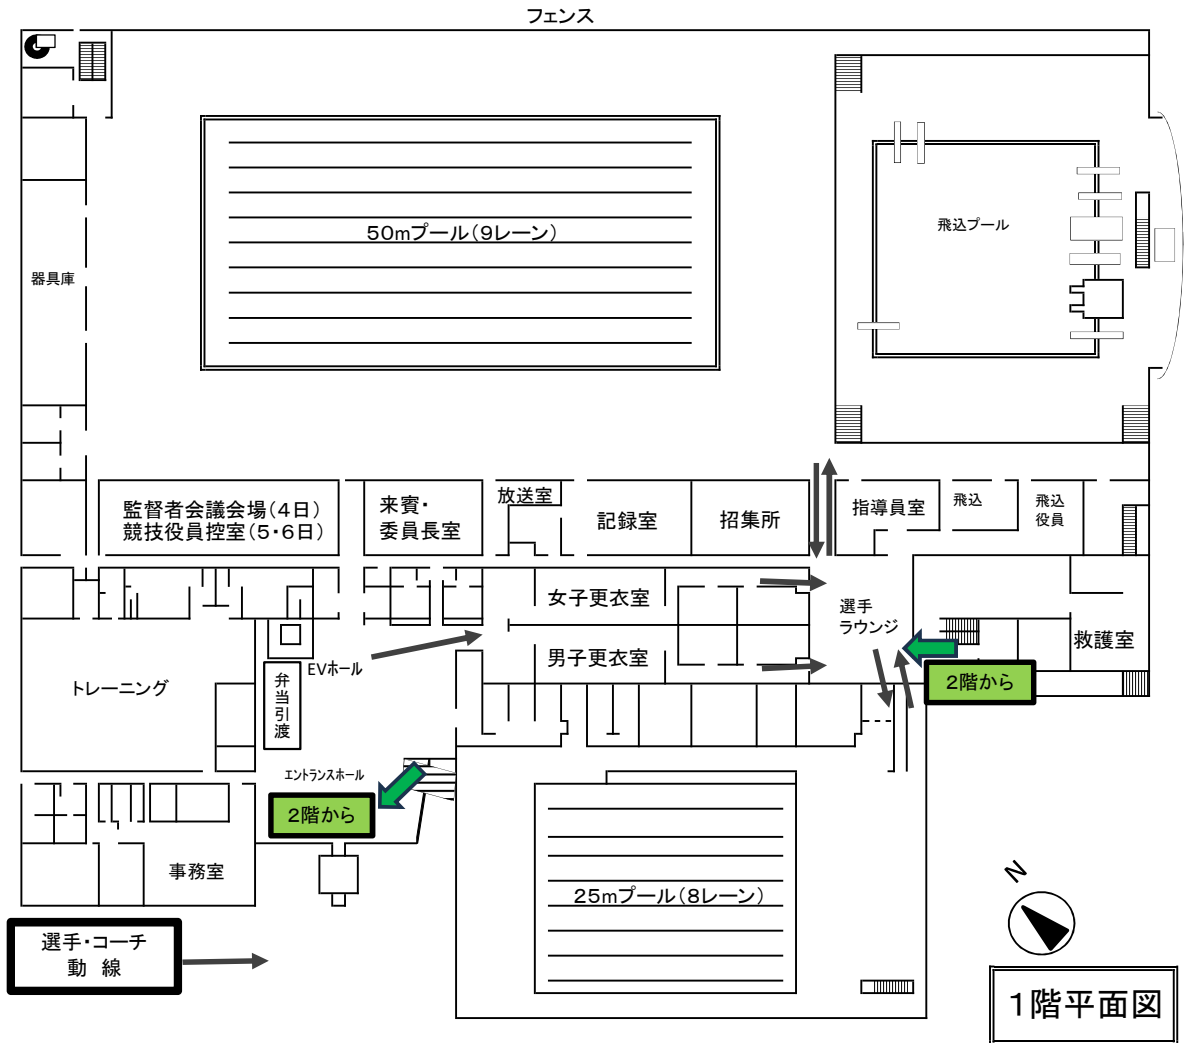 フェンス
50mプール(9レーン)
飛込プール
器具庫
監督者会議会場(4日)
競技役員控室(5・6日)
来賓・
委員長室
放送室
記録室
招集所
指導員室
飛込
飛込
役員
女子更衣室
男子更衣室
選手
ラウンジ
救護室
EVホール
トレーニング
弁当引渡
2階から
エントランスホール
2階から
事務室
25mプール(8レーン)
選手・コーチ
動 線
N
1階平面図